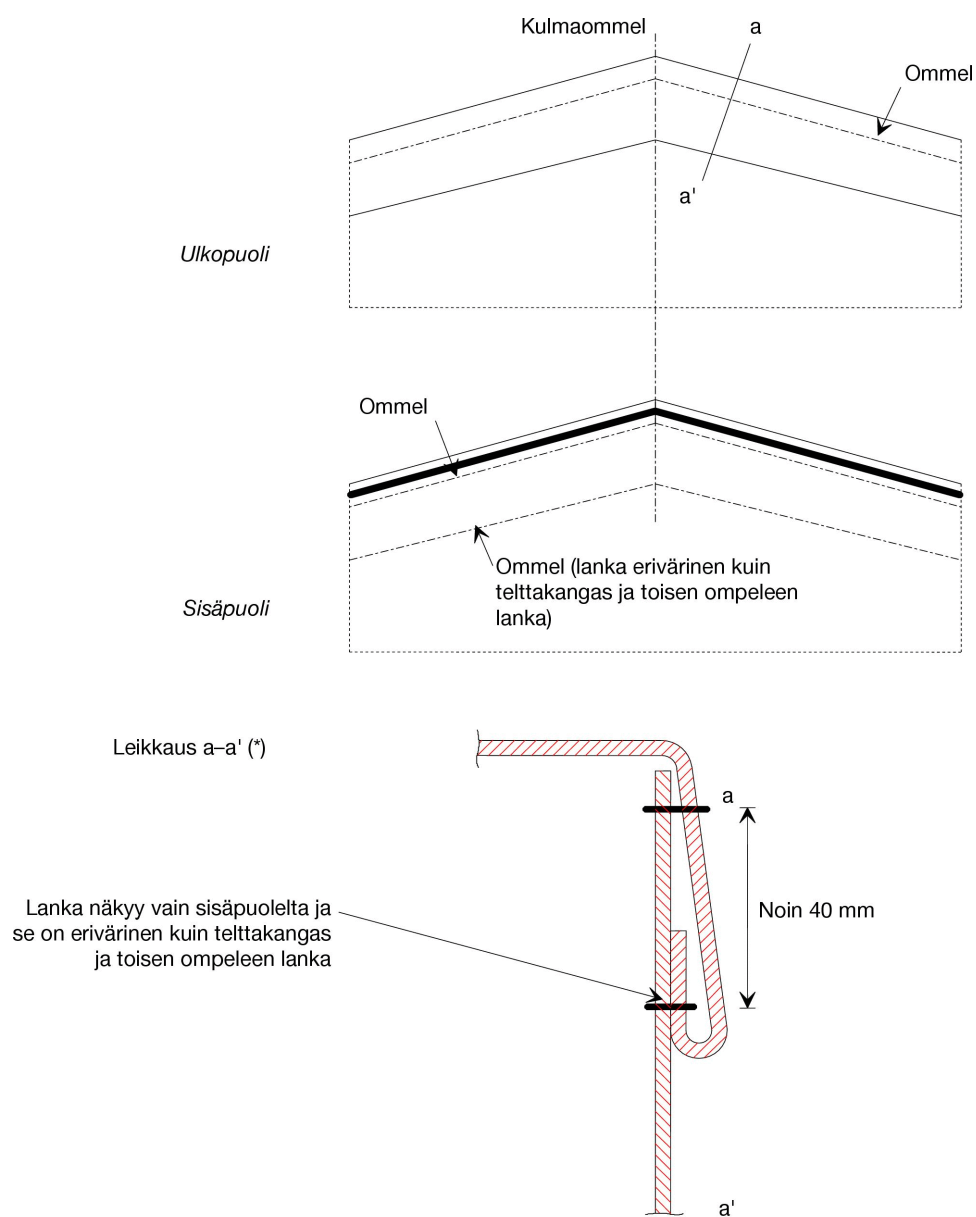 Kulmaommel
a
Ommel
a'
Ulkopuoli
Ommel
Ommel (lanka erivärinen kuin
telttakangas ja toisen ompeleen
lanka)
Sisäpuoli
Leikkaus a–a' (*)
a
Noin 40 mm
Lanka näkyy vain sisäpuolelta ja
se on erivärinen kuin telttakangas
ja toisen ompeleen lanka
a'